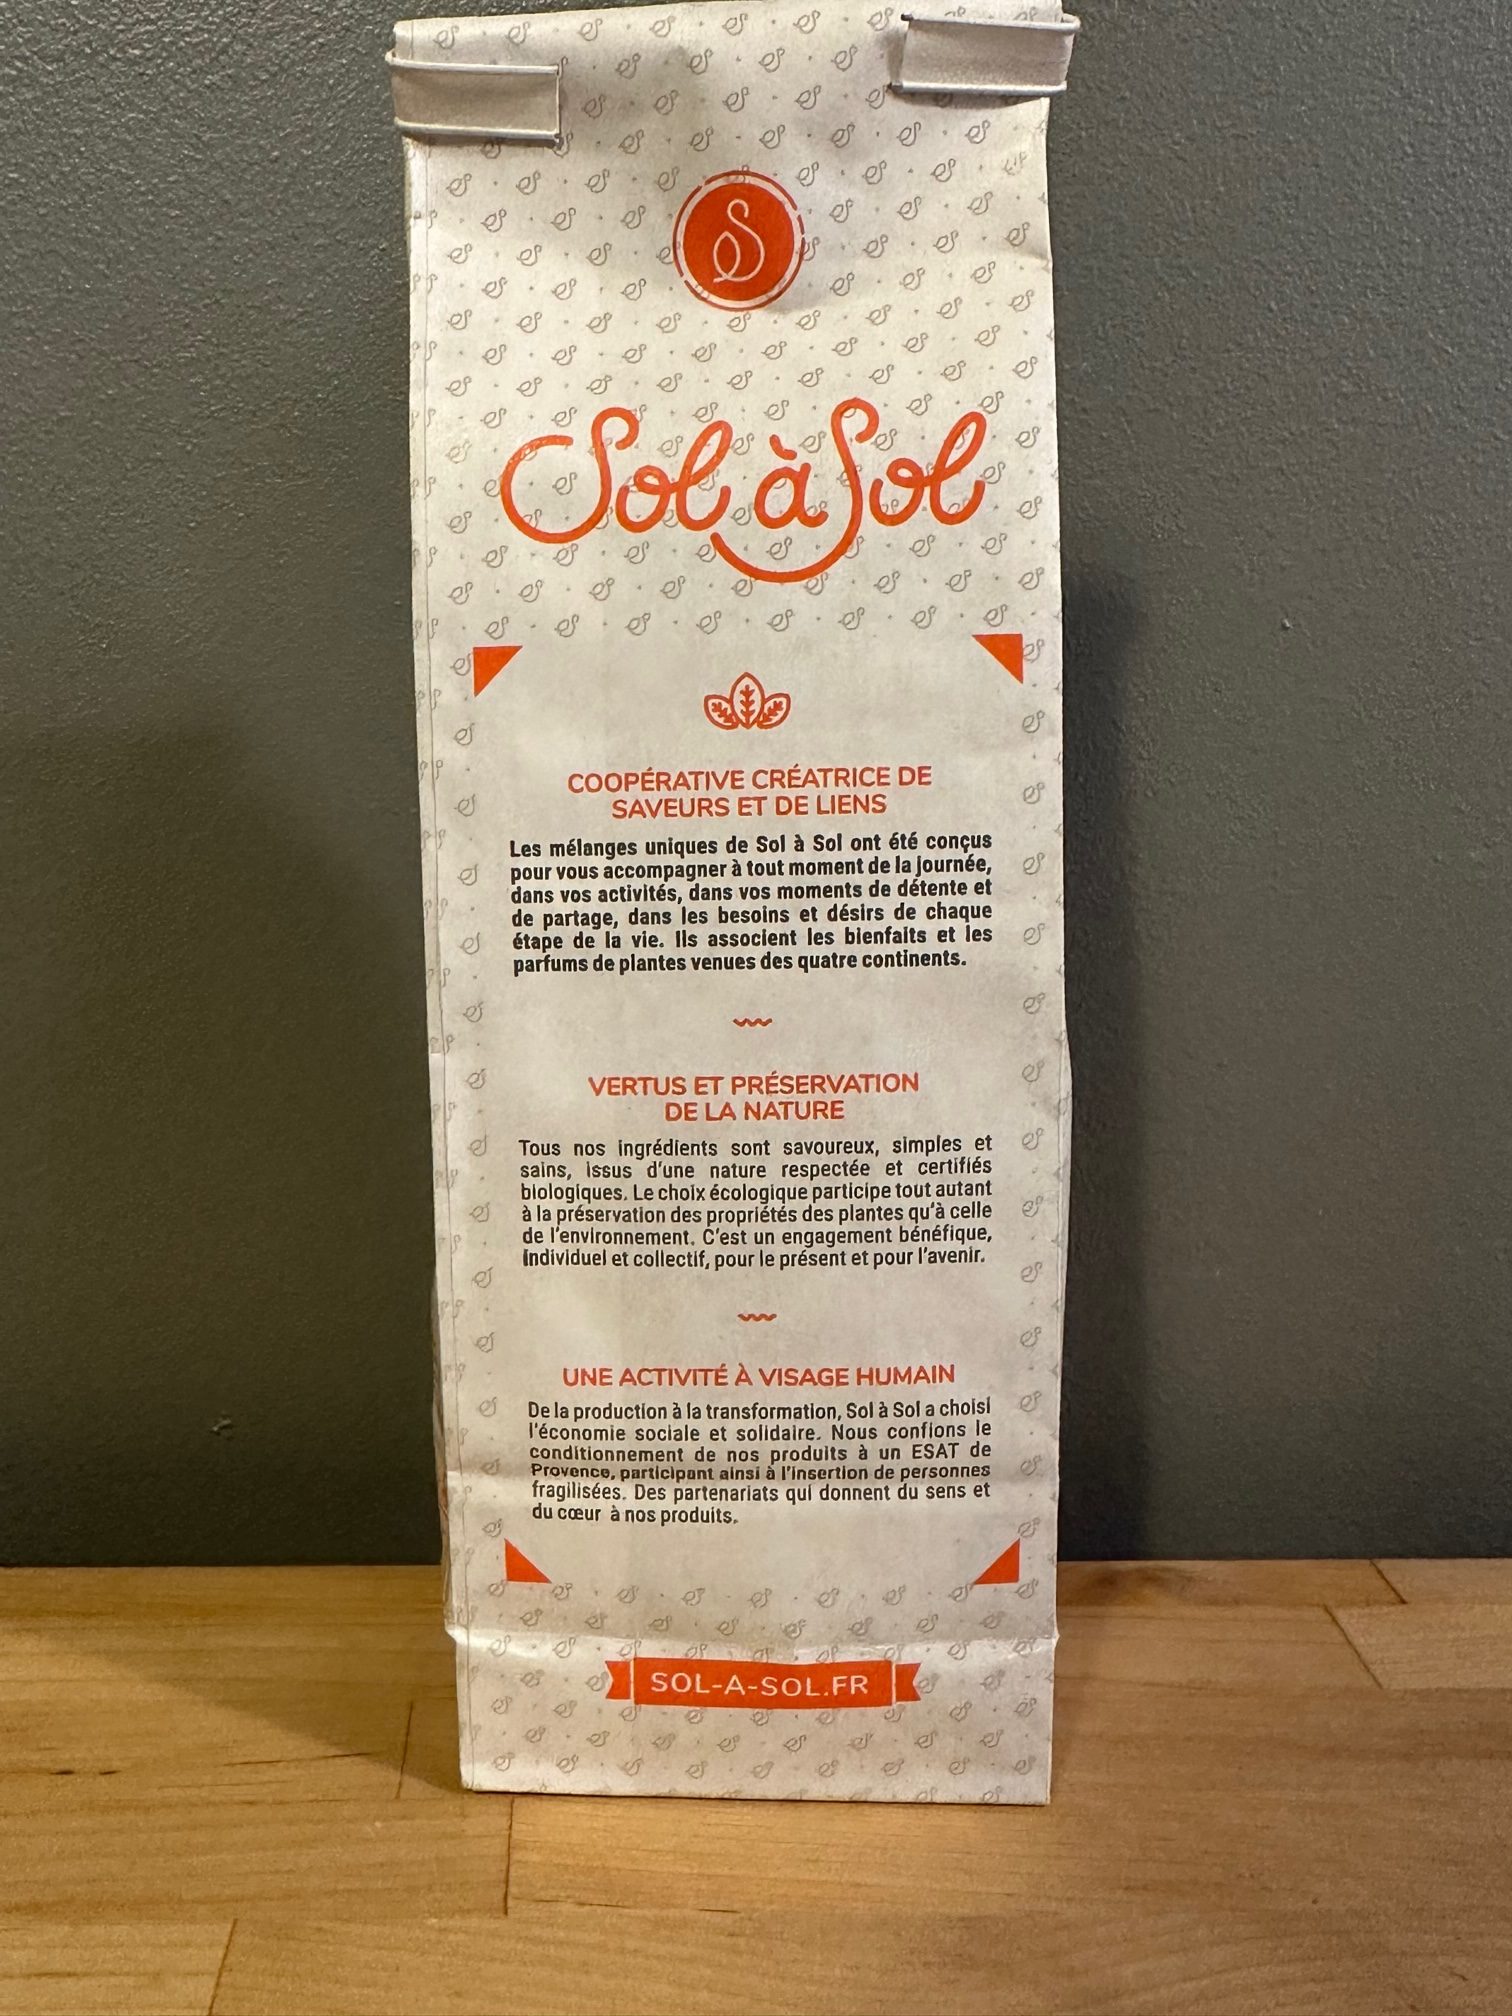 Sol à Sol
COOPÉRATIVE CRÉATRICE DE
SAVEURS ET DE LIENS
Les mélanges uniques de Sol à Sol ont été conçus
pour vous accompagner à tout moment de la journée,
dans vos activités, dans vos moments de détente et
de partage, dans les besoins et désirs de chaque
étape de la vie. Ils associent les bienfaits et les
parfums de plantes venues des quatre continents.
VERTUS ET PRÉSERVATION
DE LA NATURE
Tous nos ingrédients sont savoureux, simples et
sains, issus d'une nature respectée et certifiés
biologiques. Le choix écologique participe tout autant
à la préservation des propriétés des plantes qu'à celle
de l'environnement. C'est un engagement bénéfique,
individuel et collectif, pour le présent et pour l'avenir.
UNE ACTIVITÉ À VISAGE HUMAIN
De la production à la transformation, Sol à Sol a choisi
l'économie sociale et solidaire. Nous confions le
conditionnement de nos produits à un ESAT de
Provence, participant ainsi à l'insertion de personnes
fragilisées. Des partenariats qui donnent du sens et
du cœur à nos produits.
SOL-A-SOL.FR